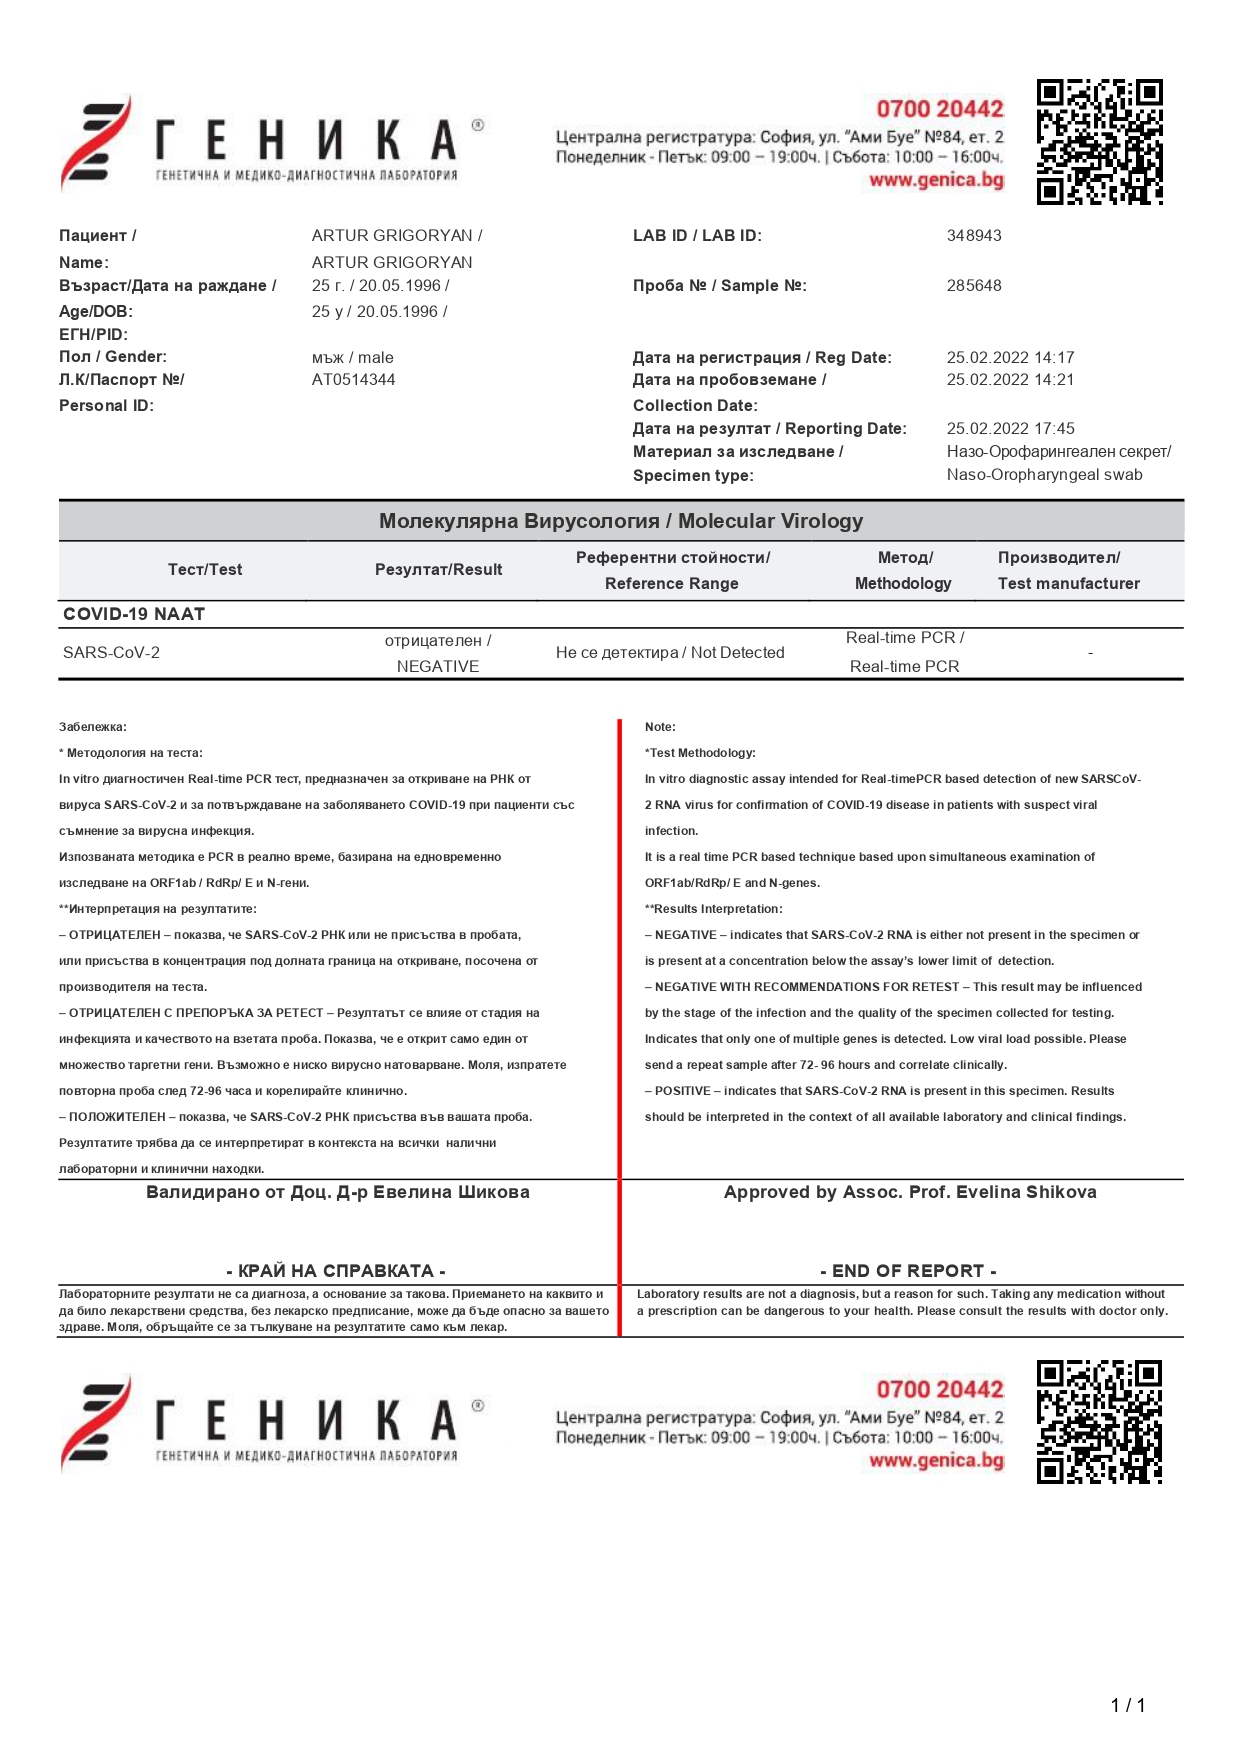 ГЕНИКА®
ГЕНЕТИЧНА И МЕДИКО-ДИАГНОСТИЧНА ЛАБОРАТОРИЯ
0700 20442
Централна регистратура: София, ул. “Ами Буе” №84, ет. 2
Понеделник - Петък: 09:00 – 19:00ч. | Събота: 10:00 – 16:00ч.
www.genica.bg
Пациент / ARTUR GRIGORYAN / LAB ID / LAB ID: 348943
Name: ARTUR GRIGORYAN
Възраст/Дата на раждане / 25 г. / 20.05.1996 / Проба № / Sample №: 285648
Age/DOB: 25 y / 20.05.1996 /
ЕГН/PID:
Пол / Gender: мъж / male Дата на регистрация / Reg Date: 25.02.2022 14:17
Л.К/Паспорт №/ AT0514344 Дата на пробовземане / 25.02.2022 14:21
Personal ID: Collection Date:
Дата на резултат / Reporting Date: 25.02.2022 17:45
Материал за изследване / Назо-Орофарингеален секрет/
Specimen type: Naso-Oropharyngeal swab
Молекулярна Вирусология / Molecular Virology
Тест/Test Резултат/Result Референтни стойности/ Reference Range Метод/ Methodology Производител/ Test manufacturer
COVID-19 NAAT
SARS-CoV-2 отрицателен / NEGATIVE Не се детектира / Not Detected Real-time PCR / Real-time PCR -
Забележка:
* Методология на теста:
In vitro диагностичен Real-time PCR тест, предназначен за откриване на РНК от
вируса SARS-CoV-2 и за потвърждаване на заболяването COVID-19 при пациенти със
съмнение за вирусна инфекция.
Изпозваната методика е PCR в реално време, базирана на едновременно
изследване на ORF1ab / RdRp/ E и N-гени.
**Интерпретация на резултатите:
– ОТРИЦАТЕЛЕН – показва, че SARS-CoV-2 РНК или не присъства в пробата,
или присъства в концентрация под долната граница на откриване, посочена от
производителя на теста.
– ОТРИЦАТЕЛЕН С ПРЕПОРЪКА ЗА РЕТЕСТ – Резултатът се влияе от стадия на
инфекцията и качеството на взетата проба. Показва, че е открит само един от
множество таргетни гени. Възможно е ниско вирусно натоварване. Моля, изпратете
повторна проба след 72-96 часа и корелирайте клинично.
– ПОЛОЖИТЕЛЕН – показва, че SARS-CoV-2 РНК присъства във вашата проба.
Резултатите трябва да се интерпретират в контекста на всички налични
лабораторни и клинични находки.
Note:
*Test Methodology:
In vitro diagnostic assay intended for Real-timePCR based detection of new SARSCoV-
2 RNA virus for confirmation of COVID-19 disease in patients with suspect viral
infection.
It is a real time PCR based technique based upon simultaneous examination of
ORF1ab/RdRp/ E and N-genes.
**Results Interpretation:
– NEGATIVE – indicates that SARS-CoV-2 RNA is either not present in the specimen or
is present at a concentration below the assay’s lower limit of detection.
– NEGATIVE WITH RECOMMENDATIONS FOR RETEST – This result may be influenced
by the stage of the infection and the quality of the specimen collected for testing.
Indicates that only one of multiple genes is detected. Low viral load possible. Please
send a repeat sample after 72- 96 hours and correlate clinically.
– POSITIVE – indicates that SARS-CoV-2 RNA is present in this specimen. Results
should be interpreted in the context of all available laboratory and clinical findings.
Валидирано от Доц. Д-р Евелина Шикова
Approved by Assoc. Prof. Evelina Shikova
- КРАЙ НА СПРАВКАТА -
- END OF REPORT -
Лабораторните резултати не са диагноза, а основание за такова. Приемането на каквито и
да било лекарствени средства, без лекарско предписание, може да бъде опасно за вашето
здраве. Моля, обръщайте се за тълкуване на резултатите само към лекар.
Laboratory results are not a diagnosis, but a reason for such. Taking any medication without
a prescription can be dangerous to your health. Please consult the results with doctor only.
ГЕНИКА®
ГЕНЕТИЧНА И МЕДИКО-ДИАГНОСТИЧНА ЛАБОРАТОРИЯ
0700 20442
Централна регистратура: София, ул. “Ами Буе” №84, ет. 2
Понеделник - Петък: 09:00 – 19:00ч. | Събота: 10:00 – 16:00ч.
www.genica.bg
1 / 1